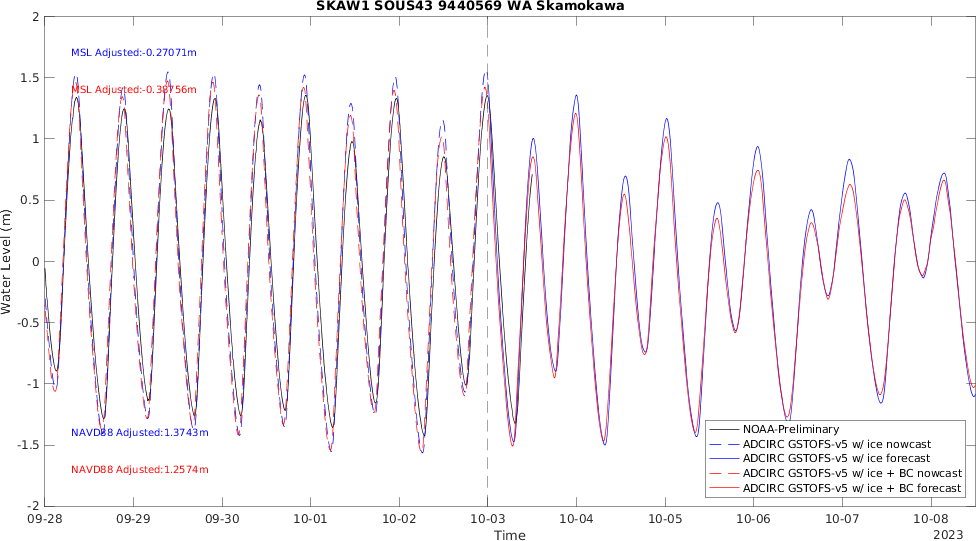 SKAW1 SOUS43 9440569 WA Skamokawa
2
1.5
1
0.5
0
-0.5
-1
-1.5
-2
Water Level (m)
MSL Adjusted:-0.27071m
MSL Adjusted:-0.38756m
NAVD88 Adjusted:1.3743m
NAVD88 Adjusted:1.2574m
NOAA-Preliminary
ADCIRC GSTOFS-v5 w/ ice nowcast
ADCIRC GSTOFS-v5 w/ ice forecast
ADCIRC GSTOFS-v5 w/ ice + BC nowcast
ADCIRC GSTOFS-v5 w/ ice + BC forecast
09-28 09-29 09-30 10-01 10-02 10-03 10-04 10-05 10-06 10-07 10-08
Time
2023